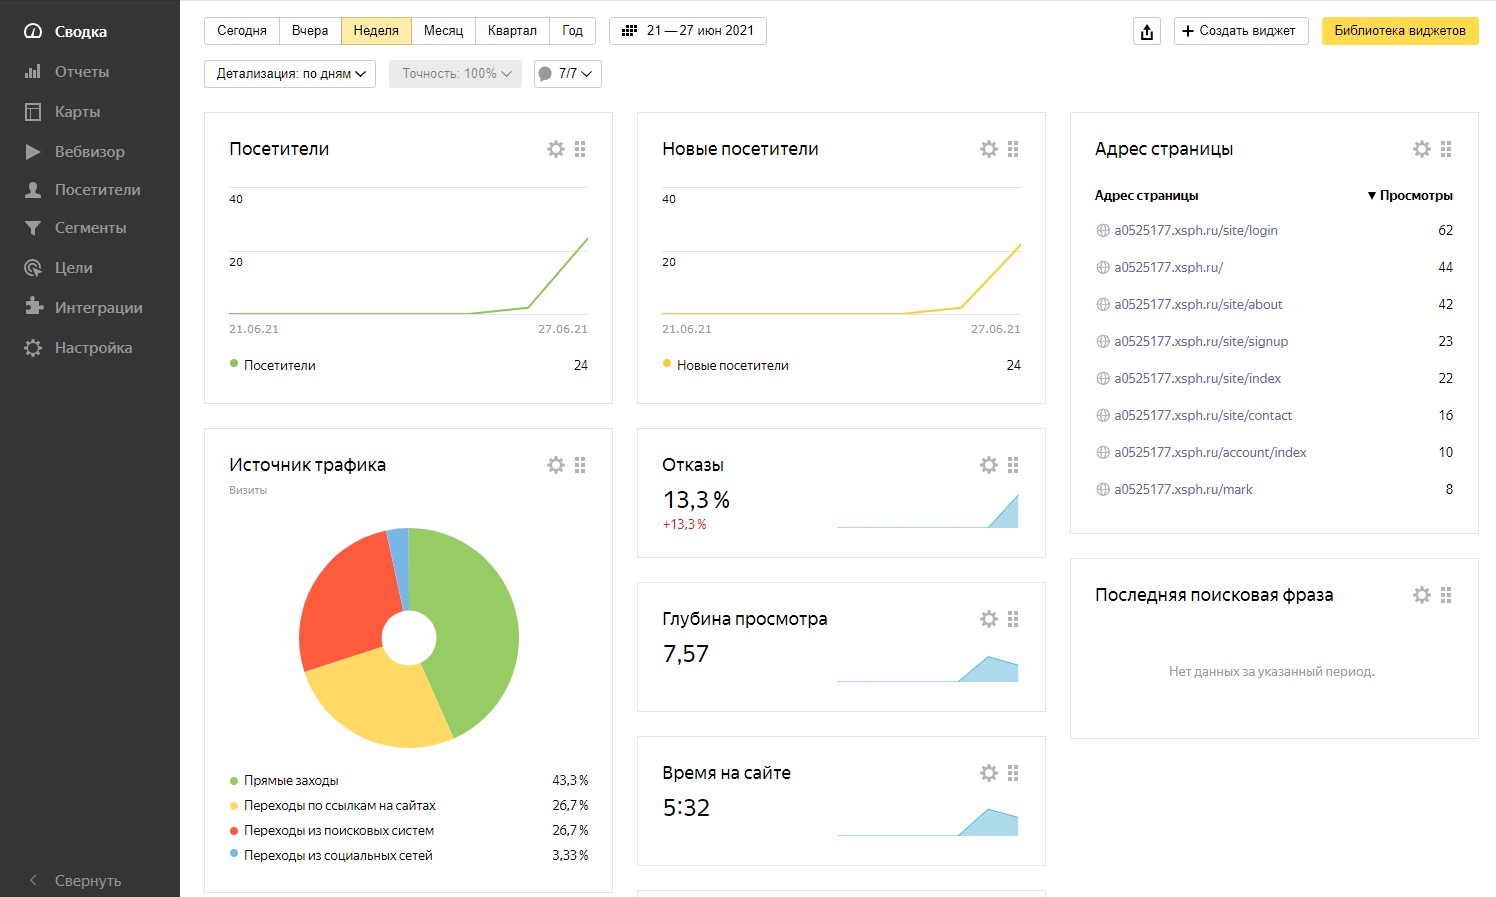 Сводка
Отчеты
Карты
Вебвизор
Посетители
Сегменты
Цели
Интеграции
Настройка
Свернуть
Сегодня Вчера Неделя Месяц Квартал Год 21 — 27 июн 2021 + Создать виджет Библиотека виджетов
Детализация: по дням Точность: 100% 7/7
Посетители
40
20
21.06.21 27.06.21
Посетители 24
Новые посетители
40
20
21.06.21 27.06.21
Новые посетители 24
Адрес страницы
Адрес страницы ▼ Просмотры
a0525177.xsph.ru/site/login 62
a0525177.xsph.ru/ 44
a0525177.xsph.ru/site/about 42
a0525177.xsph.ru/site/signup 23
a0525177.xsph.ru/site/index 22
a0525177.xsph.ru/site/contact 16
a0525177.xsph.ru/account/index 10
a0525177.xsph.ru/mark 8
Источник трафика
Визиты
Прямые заходы 43,3 %
Переходы по ссылкам на сайтах 26,7 %
Переходы из поисковых систем 26,7 %
Переходы из социальных сетей 3,33 %
Отказы
13,3 %
+13,3 %
Глубина просмотра
7,57
Время на сайте
5:32
Последняя поисковая фраза
Нет данных за указанный период.